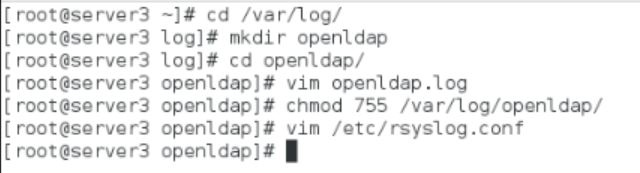 [root@server3 ~]# cd /var/log/
[root@server3 log]# mkdir openldap
[root@server3 log]# cd openldap/
[root@server3 openldap]# vim openldap.log
[root@server3 openldap]# chmod 755 /var/log/openldap/
[root@server3 openldap]# vim /etc/rsyslog.conf
[root@server3 openldap]#